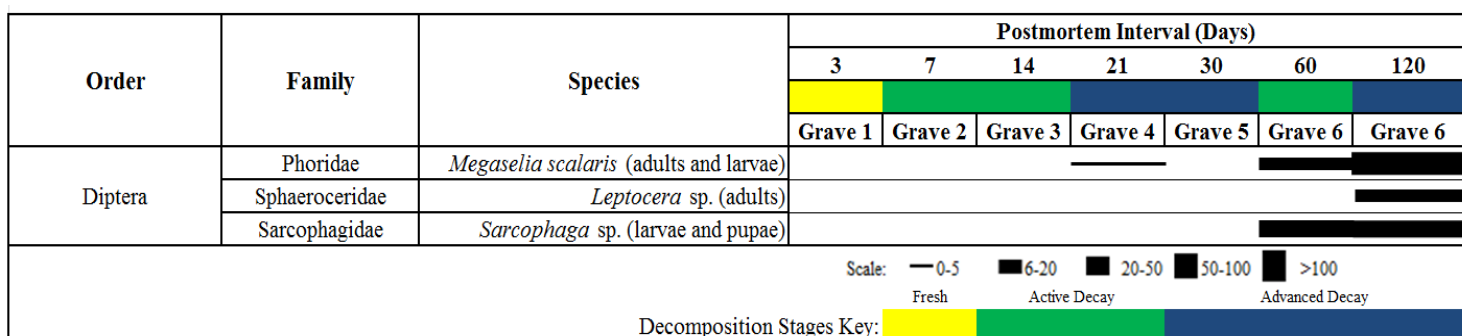 Postmortem Interval (Days)
Order Family Species 3 7 14 21 30 60 120
Grave 1 Grave 2 Grave 3 Grave 4 Grave 5 Grave 6 Grave 6
Diptera Phoridae Megaselia scalaris (adults and larvae)
Sphaeroceridae Leptocera sp. (adults)
Sarcophagidae Sarcophaga sp. (larvae and pupae)
Scale: 0-5 6-20 20-50 50-100 >100
Fresh Active Decay Advanced Decay
Decomposition Stages Key: